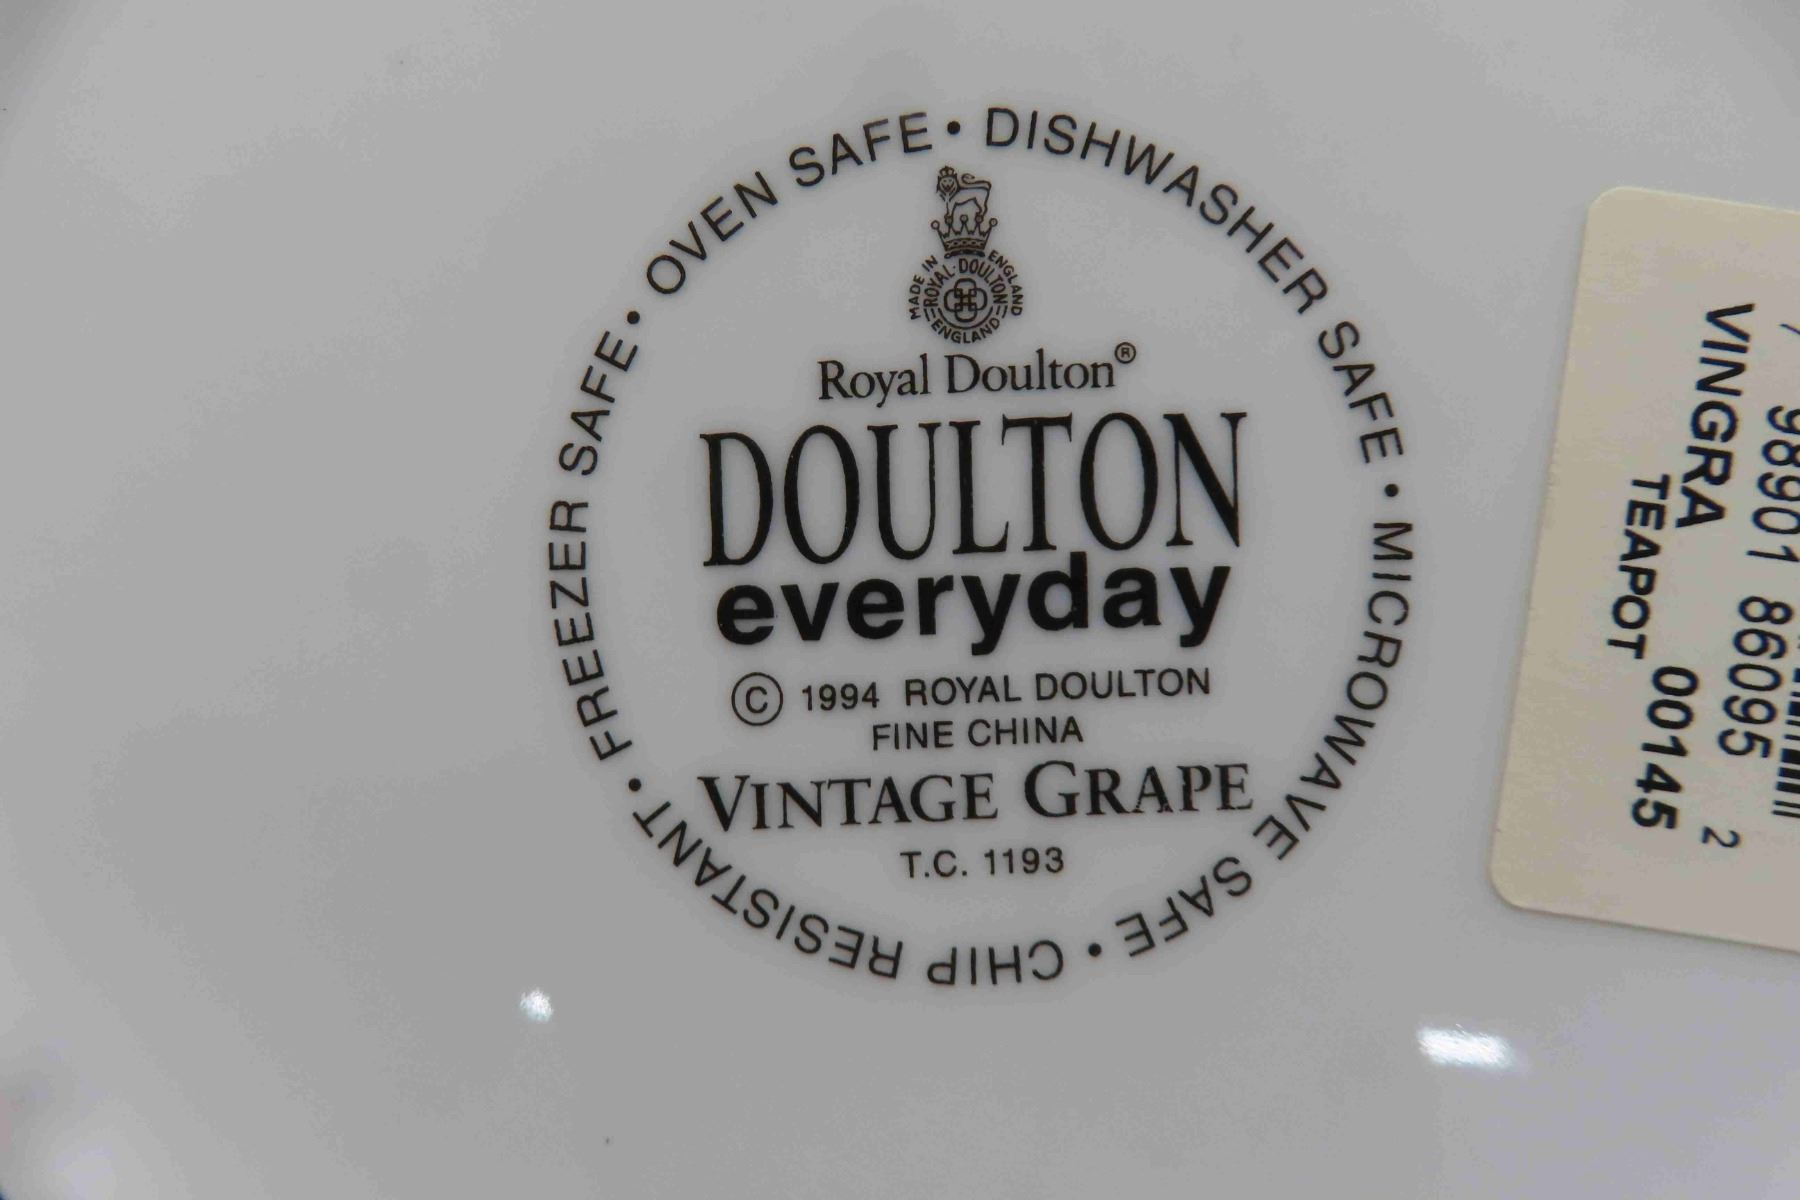 OVEN SAFE • DISHWASHER SAFE • MICROWAVE SAFE • CHIP RESISTANT • FREEZER SAFE •
MADE IN ENGLAND
ROYAL·DOULTON
ENGLAND
Royal Doulton®
DOULTON
everyday
© 1994 ROYAL DOULTON
FINE CHINA
VINTAGE GRAPE
T.C. 1193
98901 86095 2
VINGRA 00145
TEAPOT